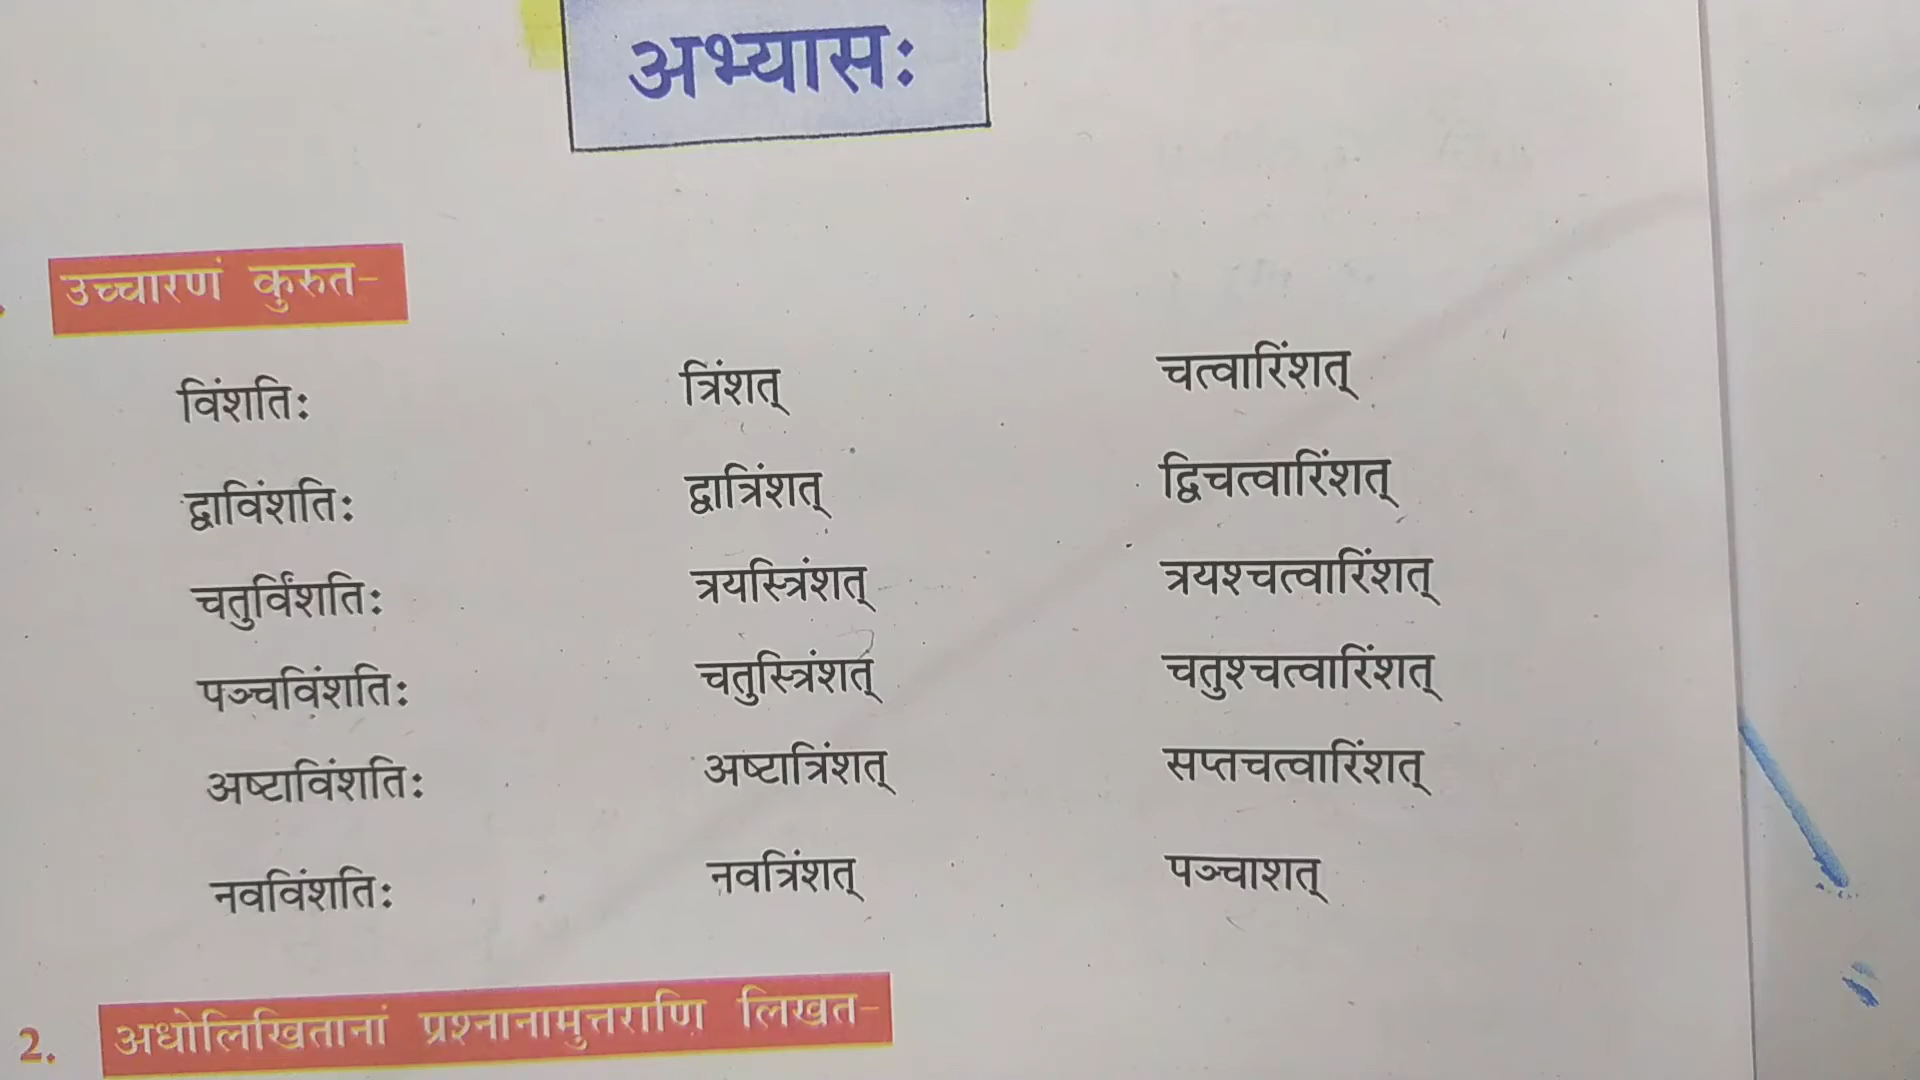 अभ्यासः
उच्चारणं कुरुत-
विंशतिः त्रिंशत् चत्वारिंशत्
द्वाविंशतिः द्वात्रिंशत् द्विचत्वारिंशत्
चतुर्विंशतिः त्रयस्त्रिंशत् त्रयश्चत्वारिंशत्
पञ्चविंशतिः चतुस्त्रिंशत् चतुश्चत्वारिंशत्
अष्टाविंशतिः अष्टात्रिंशत् सप्तचत्वारिंशत्
नवविंशतिः नवत्रिंशत् पञ्चाशत्
2. अधोलिखितानां प्रश्नानामुत्तराणि लिखत-